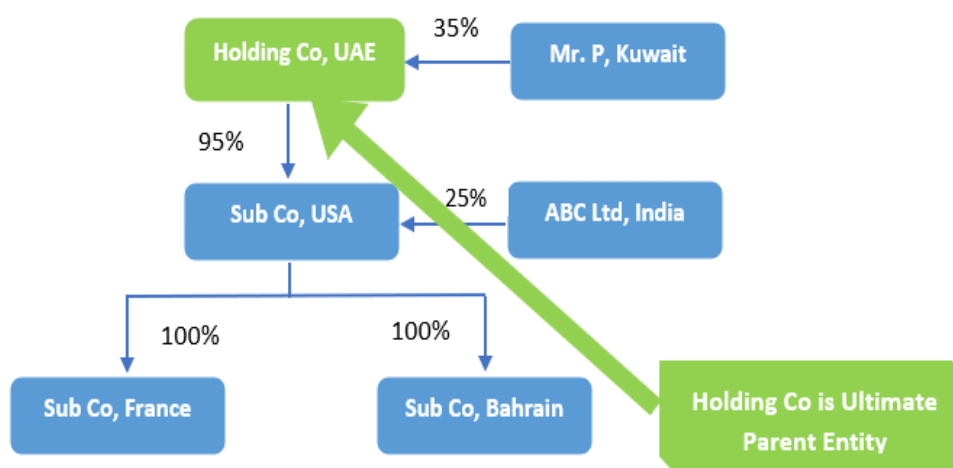 35%
Holding Co, UAE
Mr. P, Kuwait
95%
25%
Sub Co, USA
ABC Ltd, India
100%
100%
Sub Co, France
Sub Co, Bahrain
Holding Co is Ultimate
Parent Entity